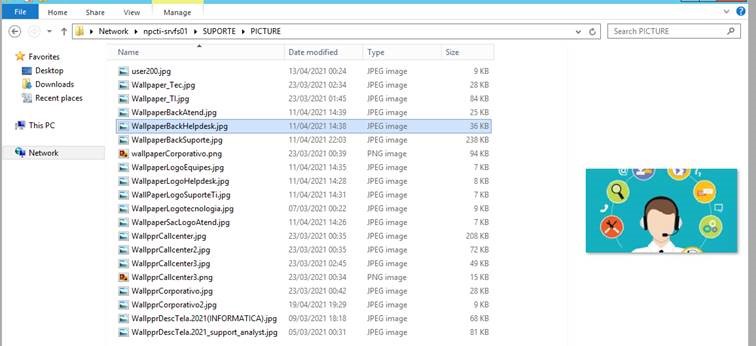 File Home Share View Manage
Network npcti-srvfs01 SUPORTE PICTURE Search PICTURE
Name Date modified Type Size
Favorites
Desktop
Downloads
Recent places
This PC
Network
user200.jpg 13/04/2021 00:24 JPEG image 9 KB
Wallpaper_Tec.jpg 23/03/2021 02:34 JPEG image 28 KB
Wallpaper_TI.jpg 23/03/2021 01:45 JPEG image 84 KB
WallpaperBackAtend.jpg 11/04/2021 14:39 JPEG image 25 KB
WallpaperBackHelpdesk.jpg 11/04/2021 14:38 JPEG image 36 KB
WallpaperBackSuporte.jpg 11/04/2021 22:03 JPEG image 238 KB
wallpaperCorporativo.png 23/03/2021 00:39 PNG image 94 KB
WallpaperLogoEquipes.jpg 11/04/2021 14:35 JPEG image 7 KB
WallpaperLogoHelpdesk.jpg 11/04/2021 14:28 JPEG image 8 KB
WallPaperLogoSuporteTi.jpg 11/04/2021 14:31 JPEG image 7 KB
WallpaperLogotecnologia.jpg 07/03/2021 00:22 JPEG image 9 KB
WallpaperSacLogoAtend.jpg 11/04/2021 14:26 JPEG image 7 KB
WallpprCallcenter.jpg 23/03/2021 00:35 JPEG image 208 KB
WallpprCallcenter2.jpg 23/03/2021 00:35 JPEG image 72 KB
WallpprCallcenter3.jpg 23/03/2021 02:45 JPEG image 49 KB
WallpprCallcenter3.png 23/03/2021 00:34 PNG image 15 KB
WallpprCorporativo.jpg 23/03/2021 00:42 JPEG image 28 KB
WallpprCorporativo2.jpg 19/04/2021 19:29 JPEG image 9 KB
WallpprDescTela.2021(INFORMATICA).jpg 09/03/2021 18:18 JPEG image 68 KB
WallpprDescTela.2021_support_analyst.jpg 05/03/2021 00:31 JPEG image 81 KB